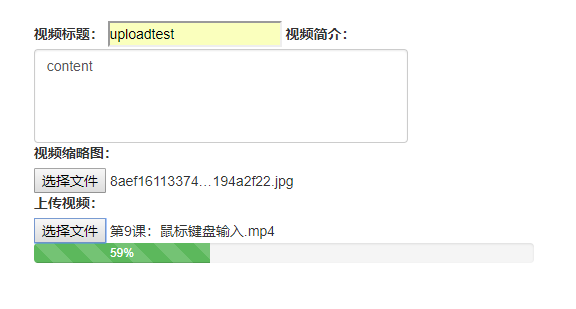 视频标题： uploadtest 视频简介：
content
视频缩略图：
选择文件 8aef16113374…194a2f22.jpg
上传视频：
选择文件 第9课：鼠标键盘输入.mp4
59%